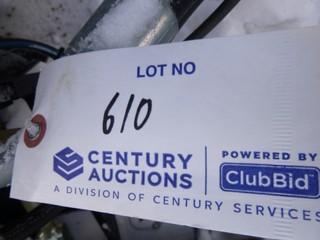 LOT NO
610
CENTURY AUCTIONS
POWERED BY
ClubBid
A DIVISION OF CENTURY SERVICES